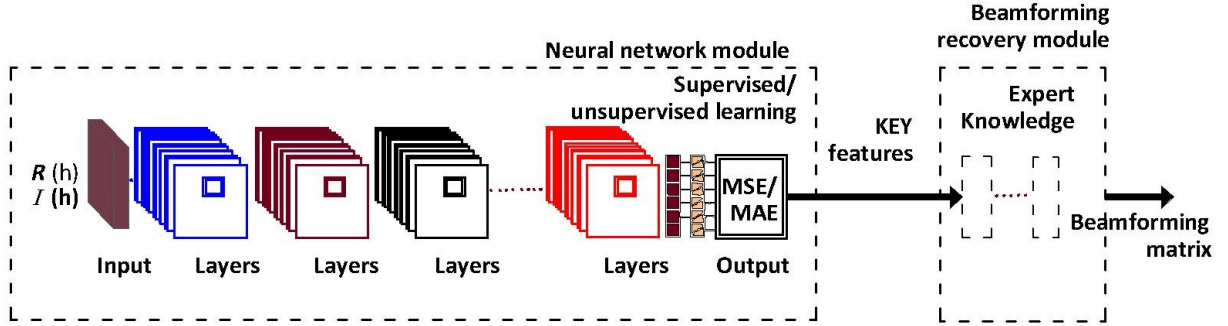 Beamforming
recovery module
Neural network module
Supervised/
unsupervised learning
Expert
Knowledge
KEY
features
R (h)
I (h)
MSE/
MAE
Beamforming
matrix
Input
Layers
Layers
Layers
Layers
Output